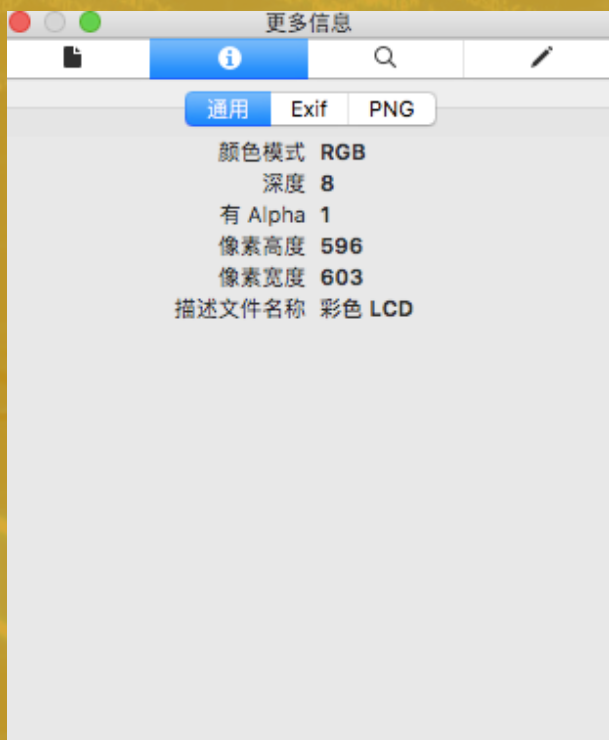 更多信息
通用 Exif PNG
颜色模式 RGB
深度 8
有 Alpha 1
像素高度 596
像素宽度 603
描述文件名称 彩色 LCD